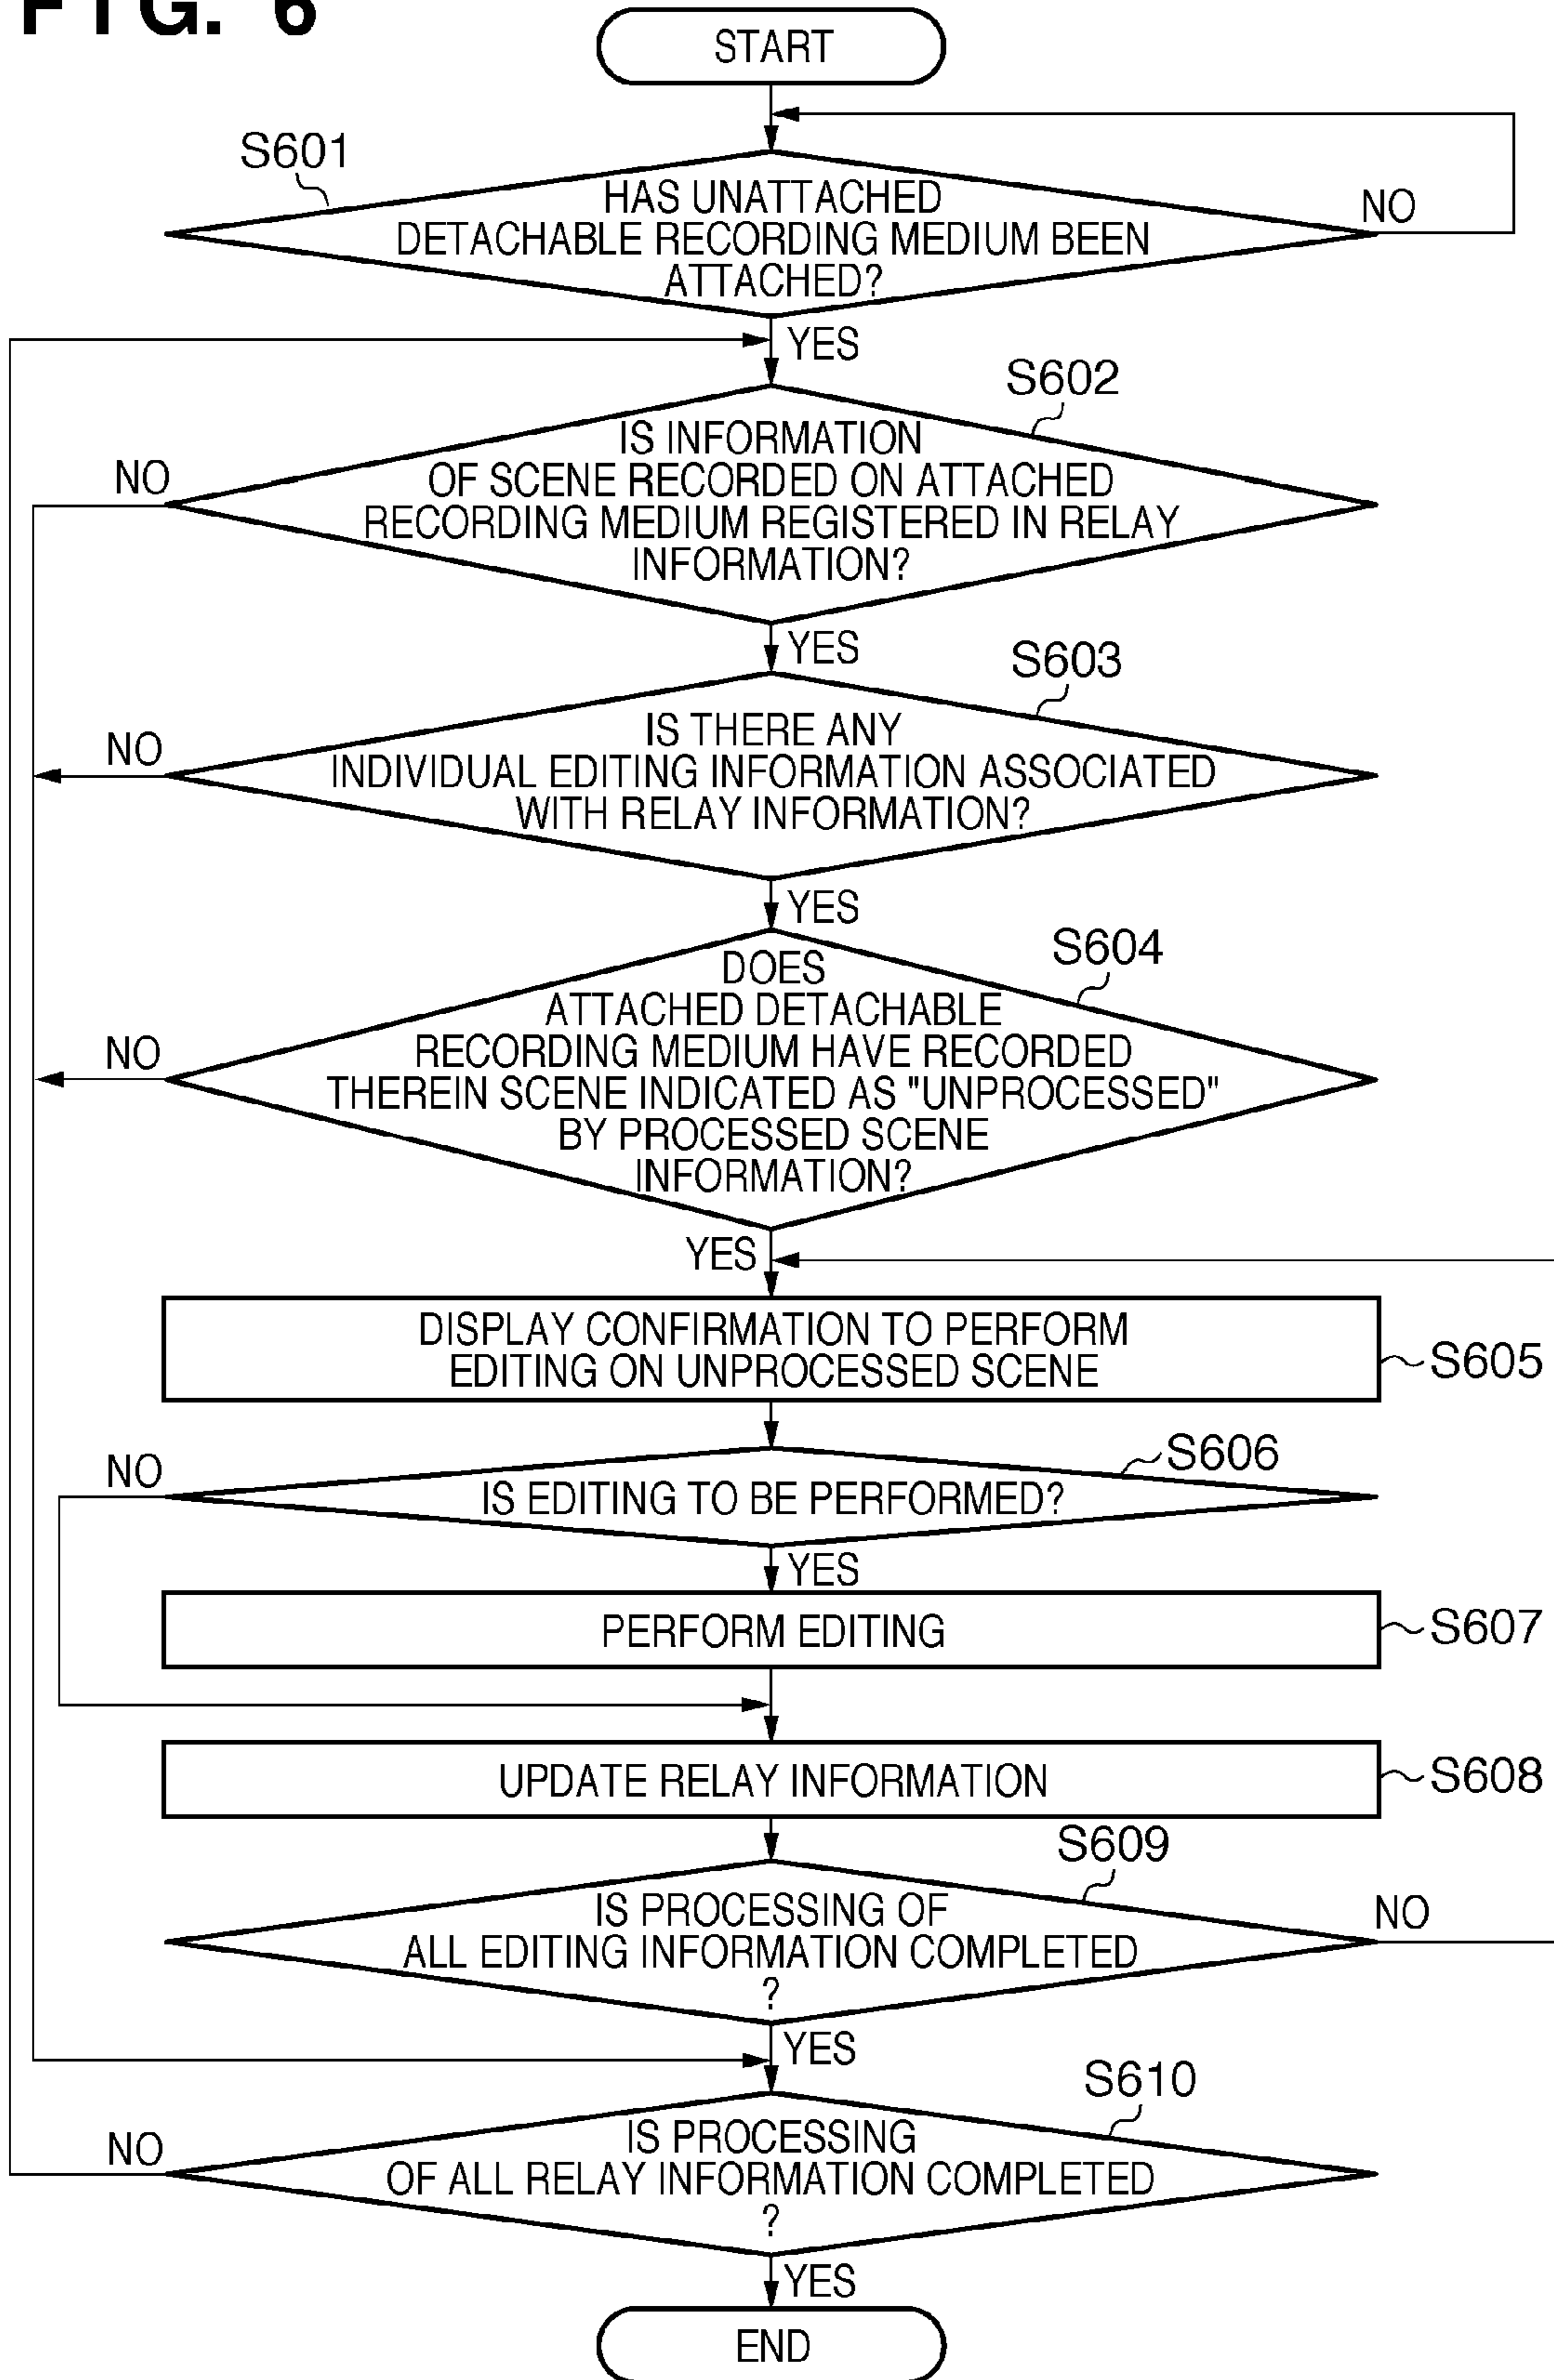 FIG. 6
START
S601
HAS UNATTACHED
DETACHABLE RECORDING MEDIUM BEEN
ATTACHED?
NO
YES
S602
IS INFORMATION
OF SCENE RECORDED ON ATTACHED
RECORDING MEDIUM REGISTERED IN RELAY
INFORMATION?
NO
YES
S603
IS THERE ANY
INDIVIDUAL EDITING INFORMATION ASSOCIATED
WITH RELAY INFORMATION?
NO
YES
S604
DOES
ATTACHED DETACHABLE
RECORDING MEDIUM HAVE RECORDED
THEREIN SCENE INDICATED AS "UNPROCESSED"
BY PROCESSED SCENE
INFORMATION?
NO
YES
DISPLAY CONFIRMATION TO PERFORM
EDITING ON UNPROCESSED SCENE
S605
S606
IS EDITING TO BE PERFORMED?
NO
YES
PERFORM EDITING
S607
UPDATE RELAY INFORMATION
S608
S609
IS PROCESSING OF
ALL EDITING INFORMATION COMPLETED
?
NO
YES
S610
IS PROCESSING
OF ALL RELAY INFORMATION COMPLETED
?
NO
YES
END